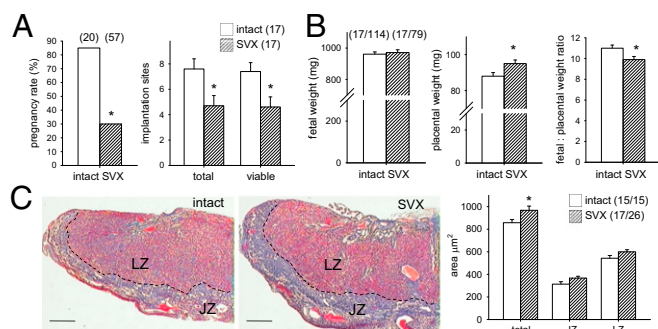 A
intact (17)
SVX (17)
(20) (57)
pregnancy rate (%)
90
80
70
60
50
40
30
20
10
0
*
intact SVX
implantation sites
8
6
4
2
0
*
*
total
viable
B
(17/114) (17/79)
fetal weight (mg)
1000
800
200
0
intact SVX
placental weight (mg)
100
80
20
0
*
intact SVX
fetal : placental weight ratio
12
10
8
6
4
2
0
*
intact SVX
C
intact
LZ
JZ
SVX
LZ
JZ
intact (15/15)
SVX (17/26)
area μm²
1000
800
600
400
200
0
*
total
JZ
LZ